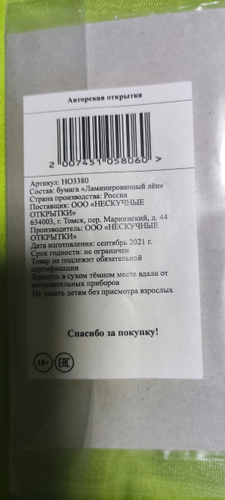 Авторская открытка
2 007451 058060 >
Артикул: НО3380
Состав: бумага «Ламинированный лён»
Страна производства: Россия
Поставщик: ООО «НЕСКУЧНЫЕ
ОТКРЫТКИ»
634003, г. Томск, пер. Мариинский, д. 44
Производитель: ООО «НЕСКУЧНЫЕ
ОТКРЫТКИ»
Дата изготовления: сентябрь 2021 г.
Срок годности: не ограничен
Товар не подлежит обязательной
сертификации
Хранить в сухом тёмном месте вдали от
нагревательных приборов
Не давать детям без присмотра взрослых
Спасибо за покупку!
18+ EAC